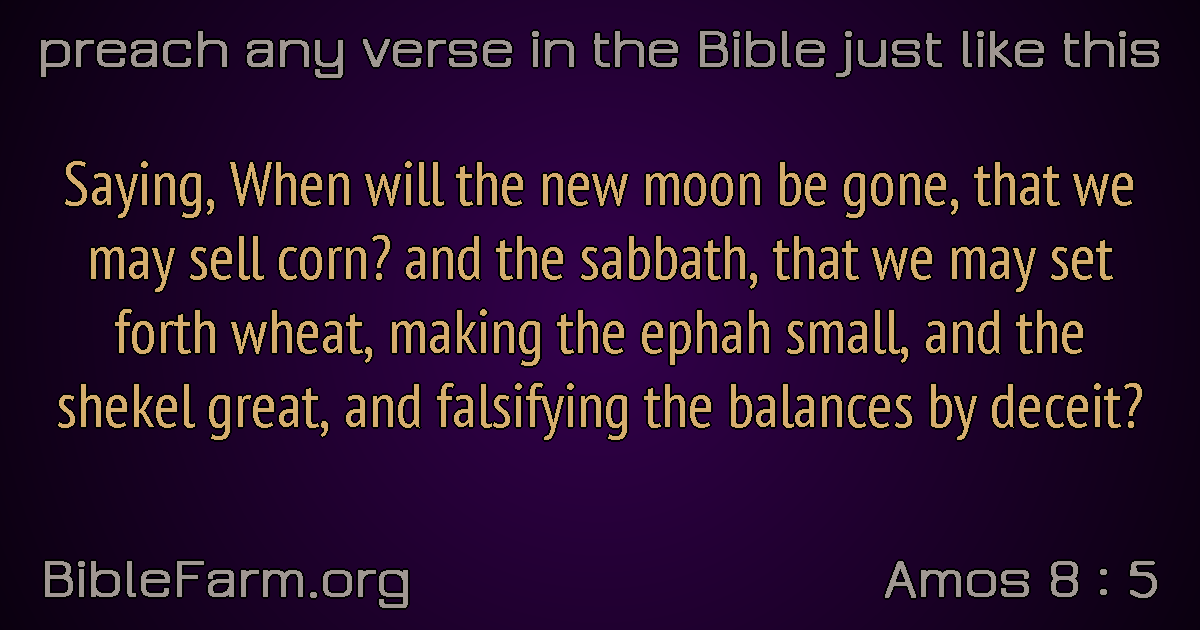 preach any verse in the Bible just like this
Saying, When will the new moon be gone, that we
may sell corn? and the sabbath, that we may set
forth wheat, making the ephah small, and the
shekel great, and falsifying the balances by deceit?
BibleFarm.org
Amos 8 : 5